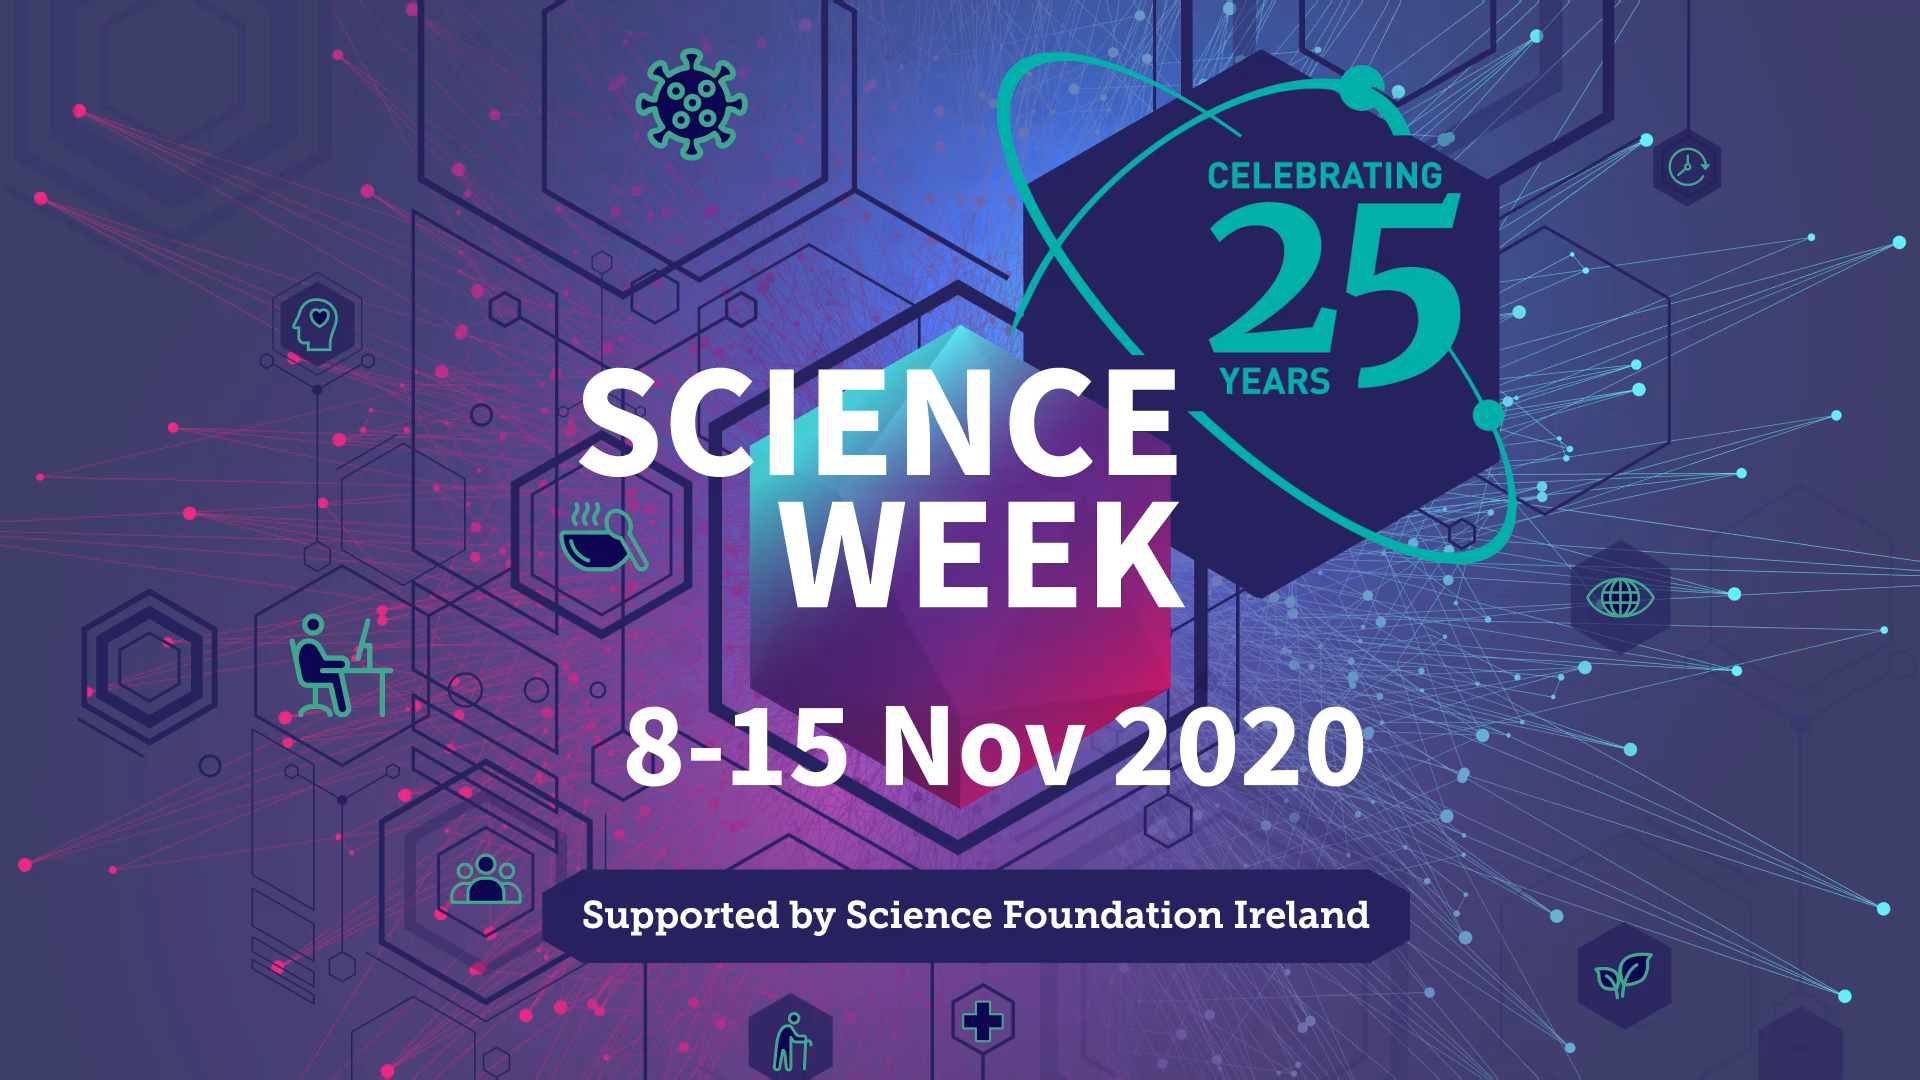 CELEBRATING
25
YEARS
SCIENCE
WEEK
8-15 Nov 2020
Supported by Science Foundation Ireland